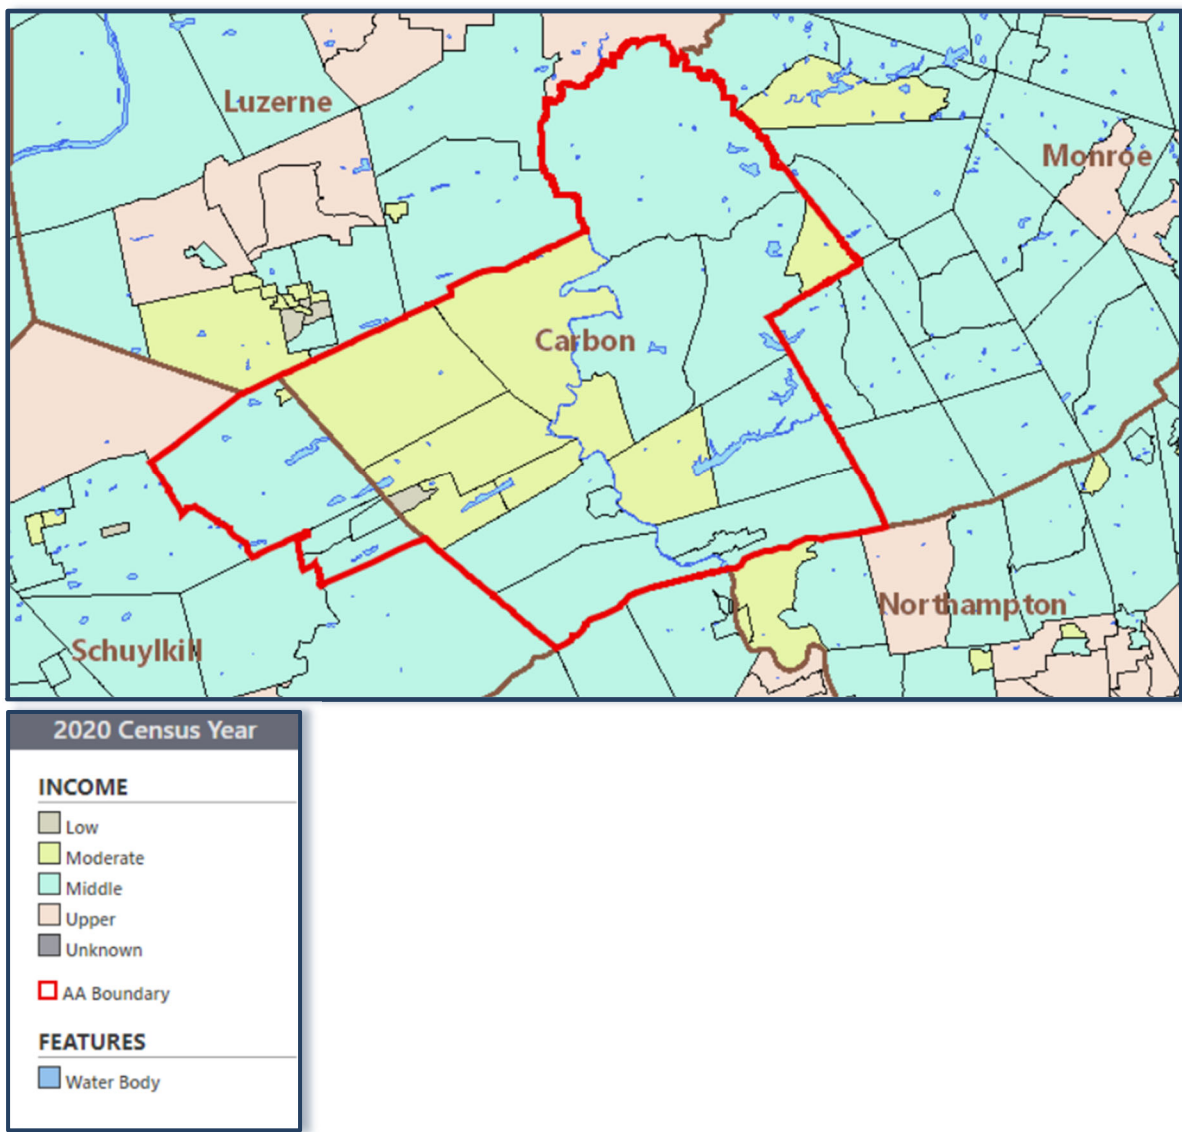 Luzerne
Monroe
Carbon
Northampton
Schuylkill
2020 Census Year
INCOME
Low
Moderate
Middle
Upper
Unknown
AA Boundary
FEATURES
Water Body